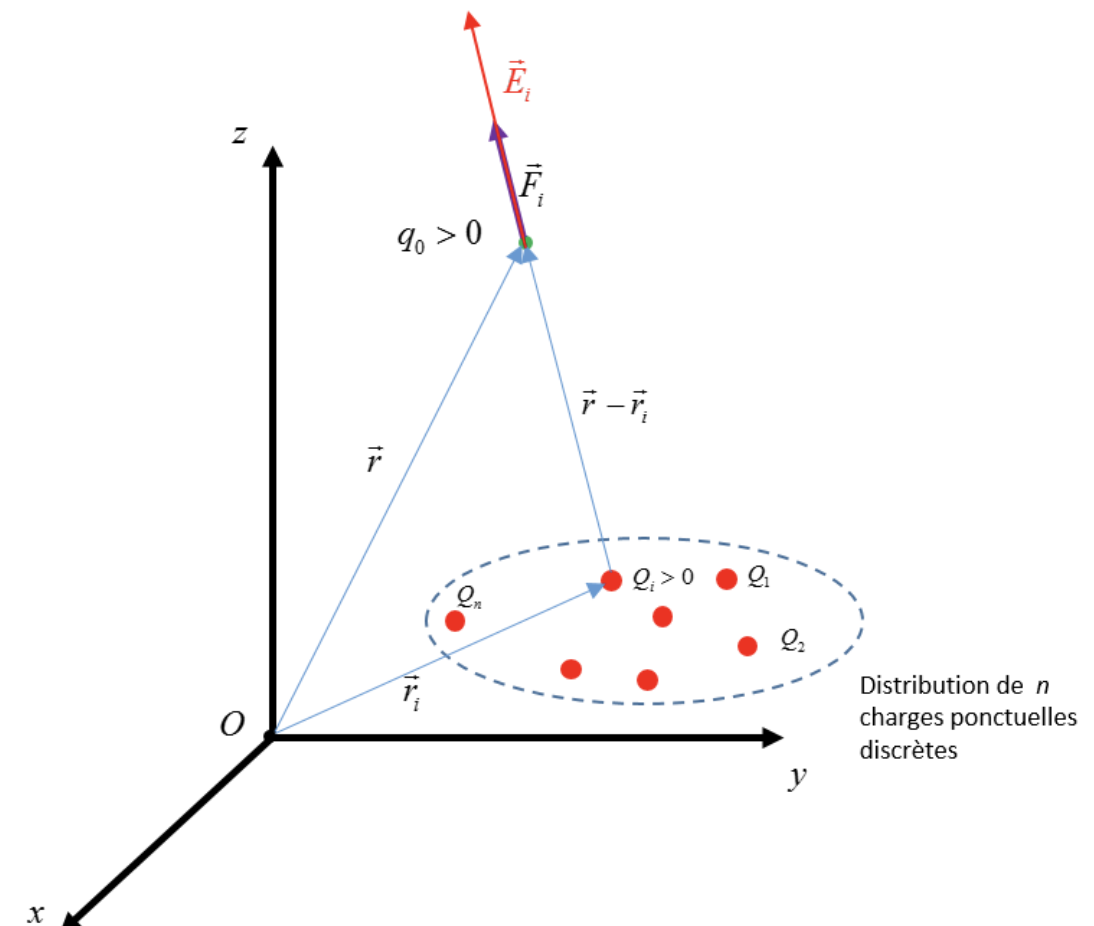 E⃗ᵢ
z
F⃗ᵢ
q₀ > 0
r⃗ − r⃗ᵢ
r⃗
Qᵢ > 0
Q₁
Qₙ
Q₂
r⃗ᵢ
Distribution de n
charges ponctuelles
discrètes
O
y
x